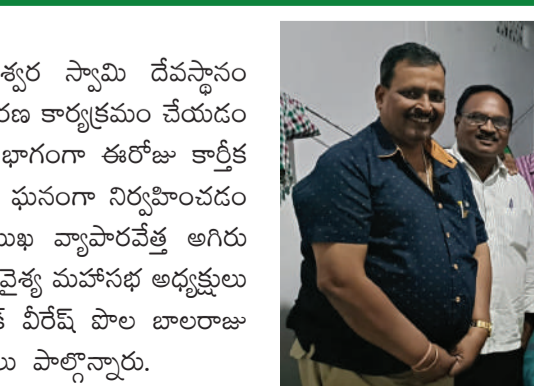 శ్వర స్వామి దేవస్థానం
రణ కార్యక్రమం చేయడం
భాగంగా ఈరోజు కార్తీక
ఘనంగా నిర్వహించడం
ముఖ వ్యాపారవేత్త అగిరు
వైశ్య మహాసభ అధ్యక్షులు
క్ వీరేష్ పొల బాలరాజు
లు పాల్గొన్నారు.